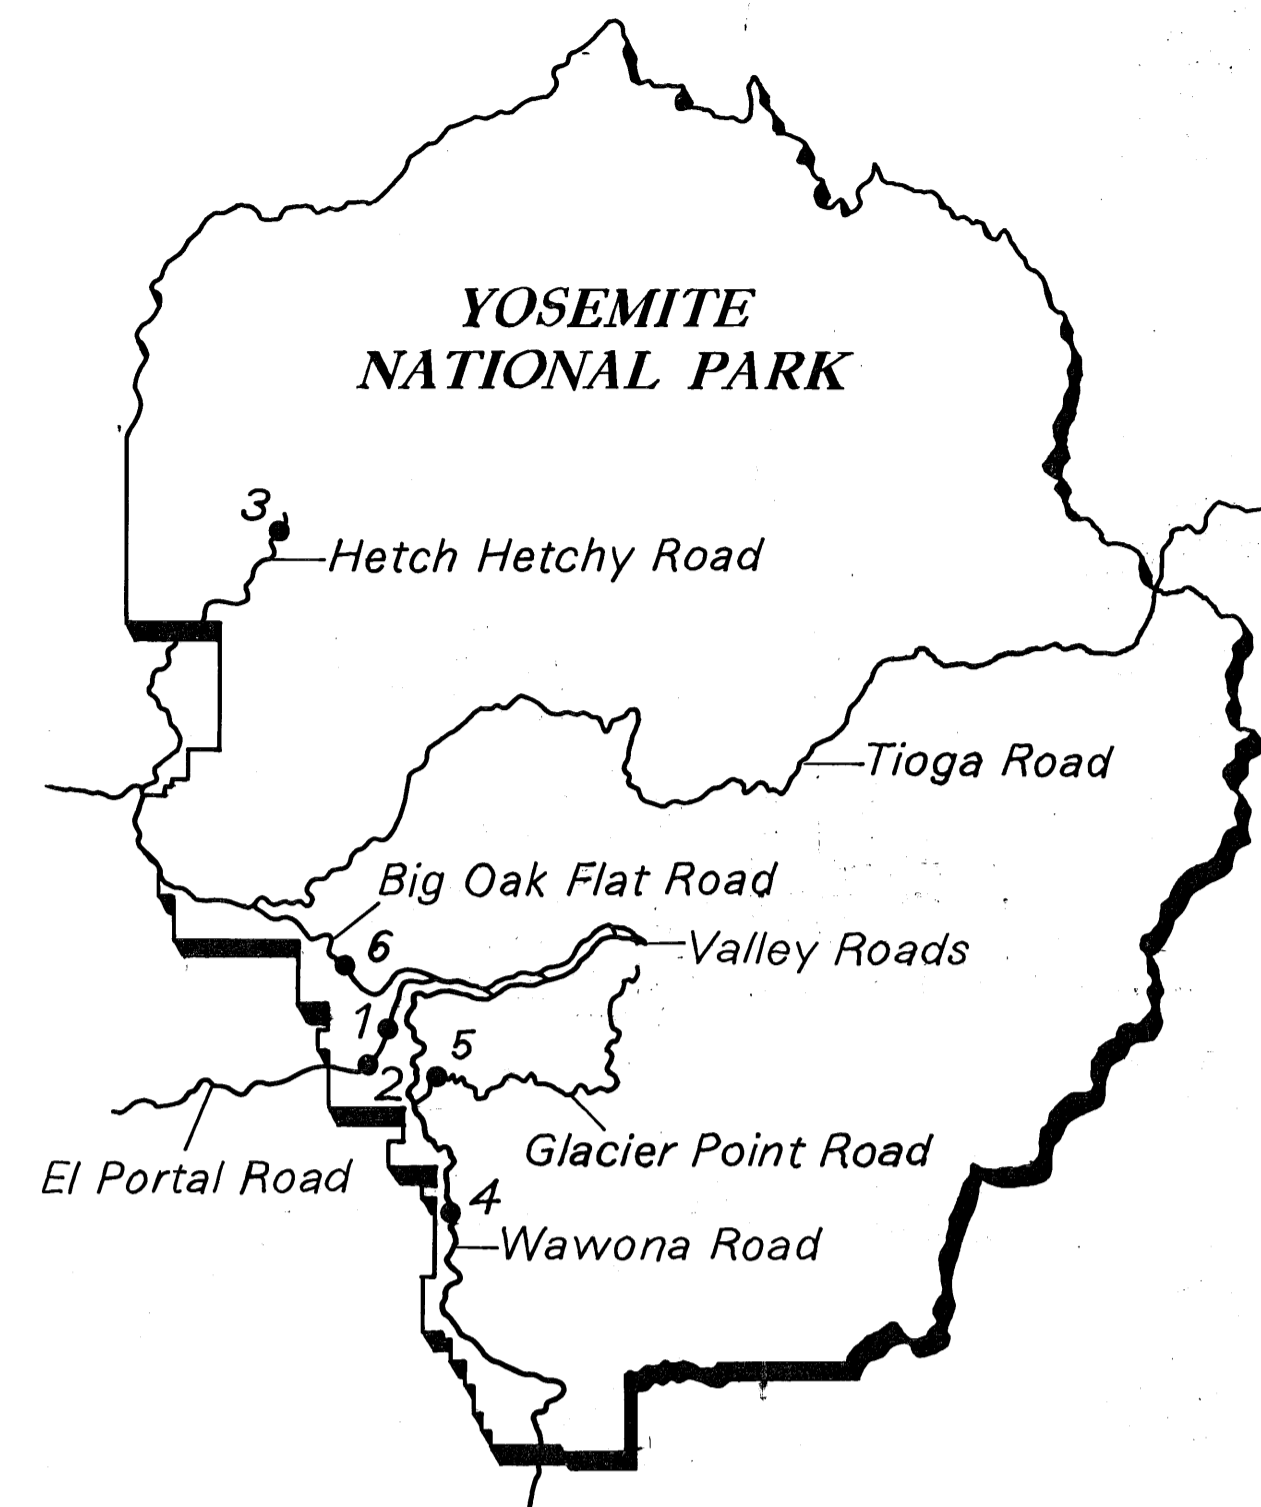 YOSEMITE
NATIONAL PARK
3
Hetch Hetchy Road
Tioga Road
Big Oak Flat Road
6
Valley Roads
1
5
2
Glacier Point Road
El Portal Road
4
Wawona Road